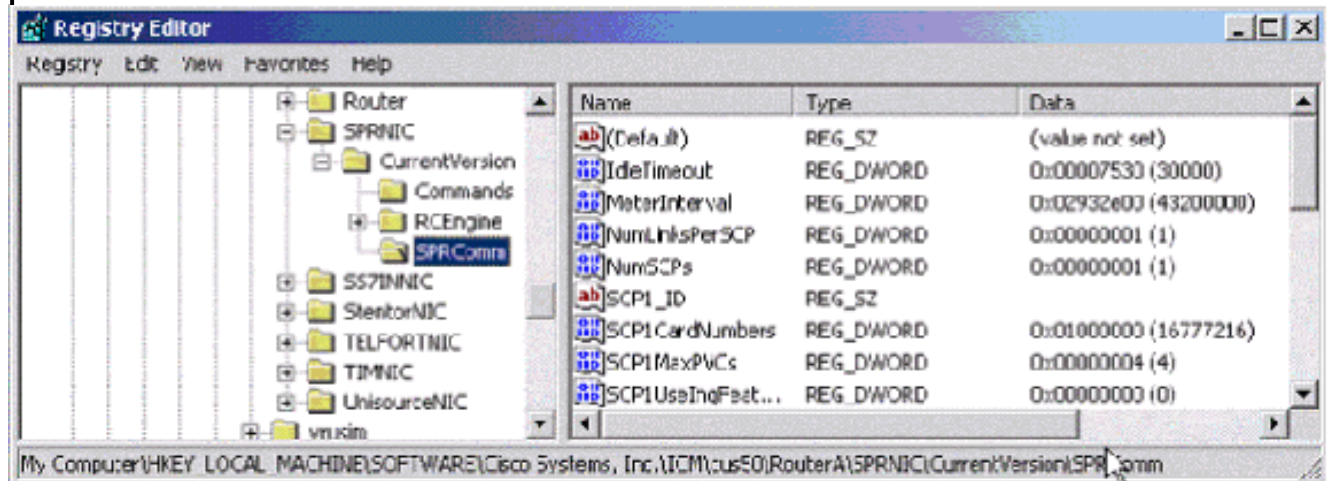 Registry Editor
Registry Edit View Favorites Help
Router
SPRNIC
CurrentVersion
Commands
RCEngine
SPRComm
SS7INNIC
StentorNIC
TELFORTNIC
TIMNIC
UnisourceNIC
vrusim
Name Type Data
(Default) REG_SZ (value not set)
IdleTimeout REG_DWORD 0x00007530 (30000)
MeterInterval REG_DWORD 0x02932e00 (43200000)
NumLinksPerSCP REG_DWORD 0x00000001 (1)
NumSCPs REG_DWORD 0x00000001 (1)
SCP1_ID REG_SZ
SCP1CardNumbers REG_DWORD 0x01000000 (16777216)
SCP1MaxPVCs REG_DWORD 0x00000004 (4)
SCP1UseInqFeat... REG_DWORD 0x00000000 (0)
My Computer\HKEY_LOCAL_MACHINE\SOFTWARE\Cisco Systems, Inc.\ICM\cus50\RouterA\SPRNIC\CurrentVersion\SPRComm